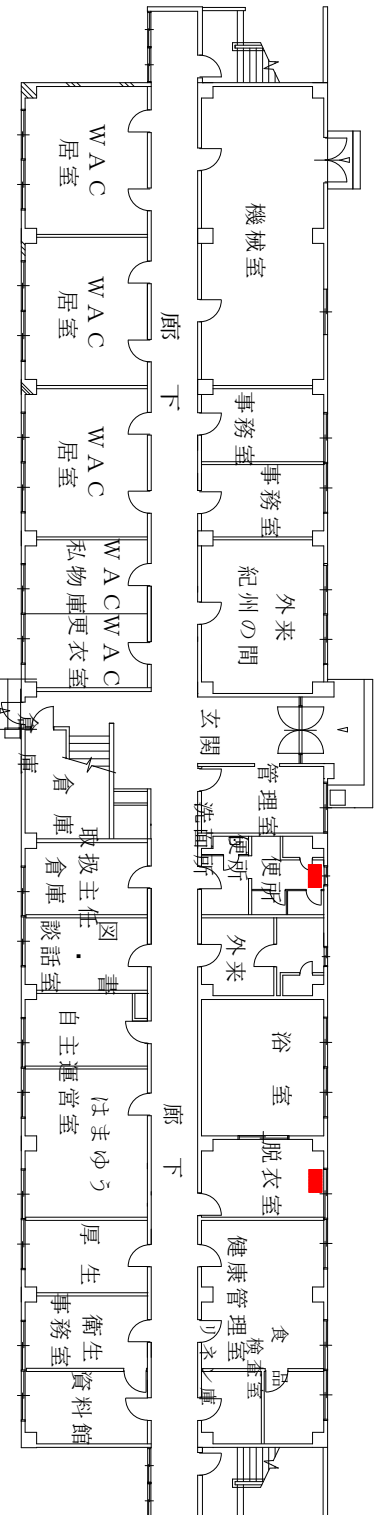 WAC
居室
機械室
WAC
居室
廊下
WAC
居室
事務室
事務室
WAC
私物庫
WAC
更衣室
外来
紀州の間
玄関
倉庫
倉庫
管理室
洗面所
便所
便所
取扱主任
倉庫
図書・
談話室
外来
自主運営室
浴室
はまゆう
廊下
脱衣室
厚生
健康管理室
衛生
事務室
食器
検査室
リネン庫
資料館